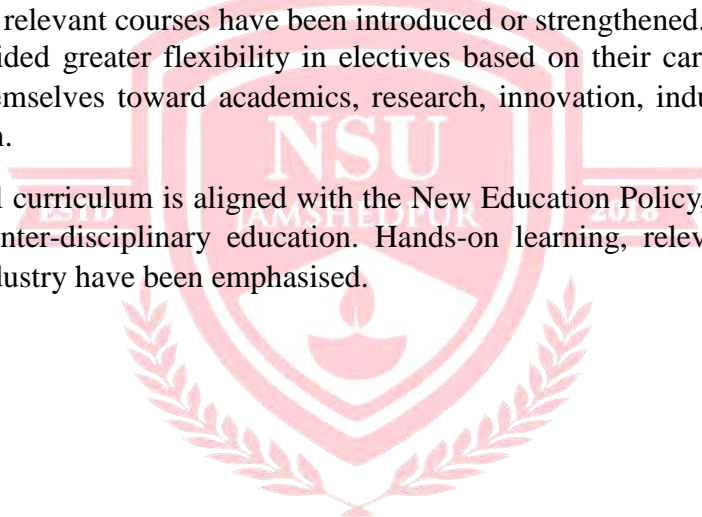 relevant courses have been introduced or strengthened.
ided greater flexibility in electives based on their car
emselves toward academics, research, innovation, indu
NSU
l curriculum is aligned with the New Education Policy,
ESTD JAMSHEDPUR 2018
nter-disciplinary education. Hands-on learning, relev
dustry have been emphasised.